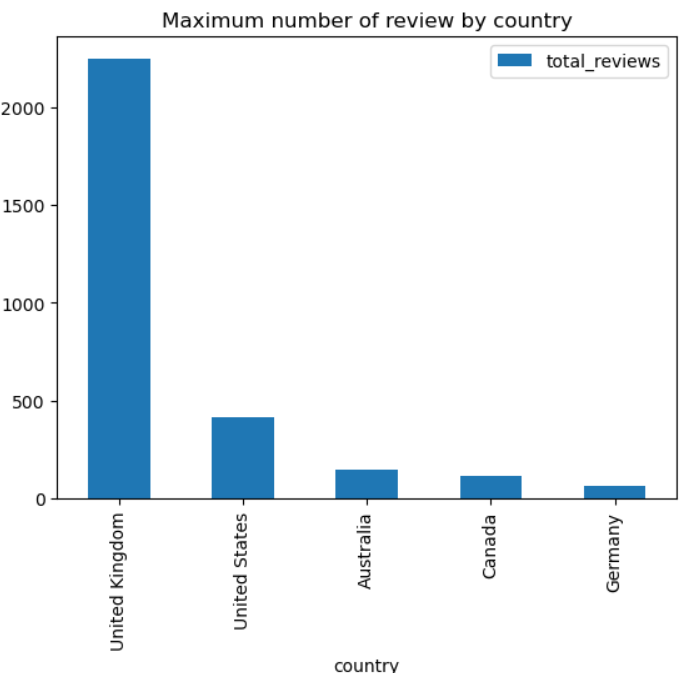 Maximum number of review by country
total_reviews
2000
1500
1000
500
0
United Kingdom
United States
Australia
Canada
Germany
country